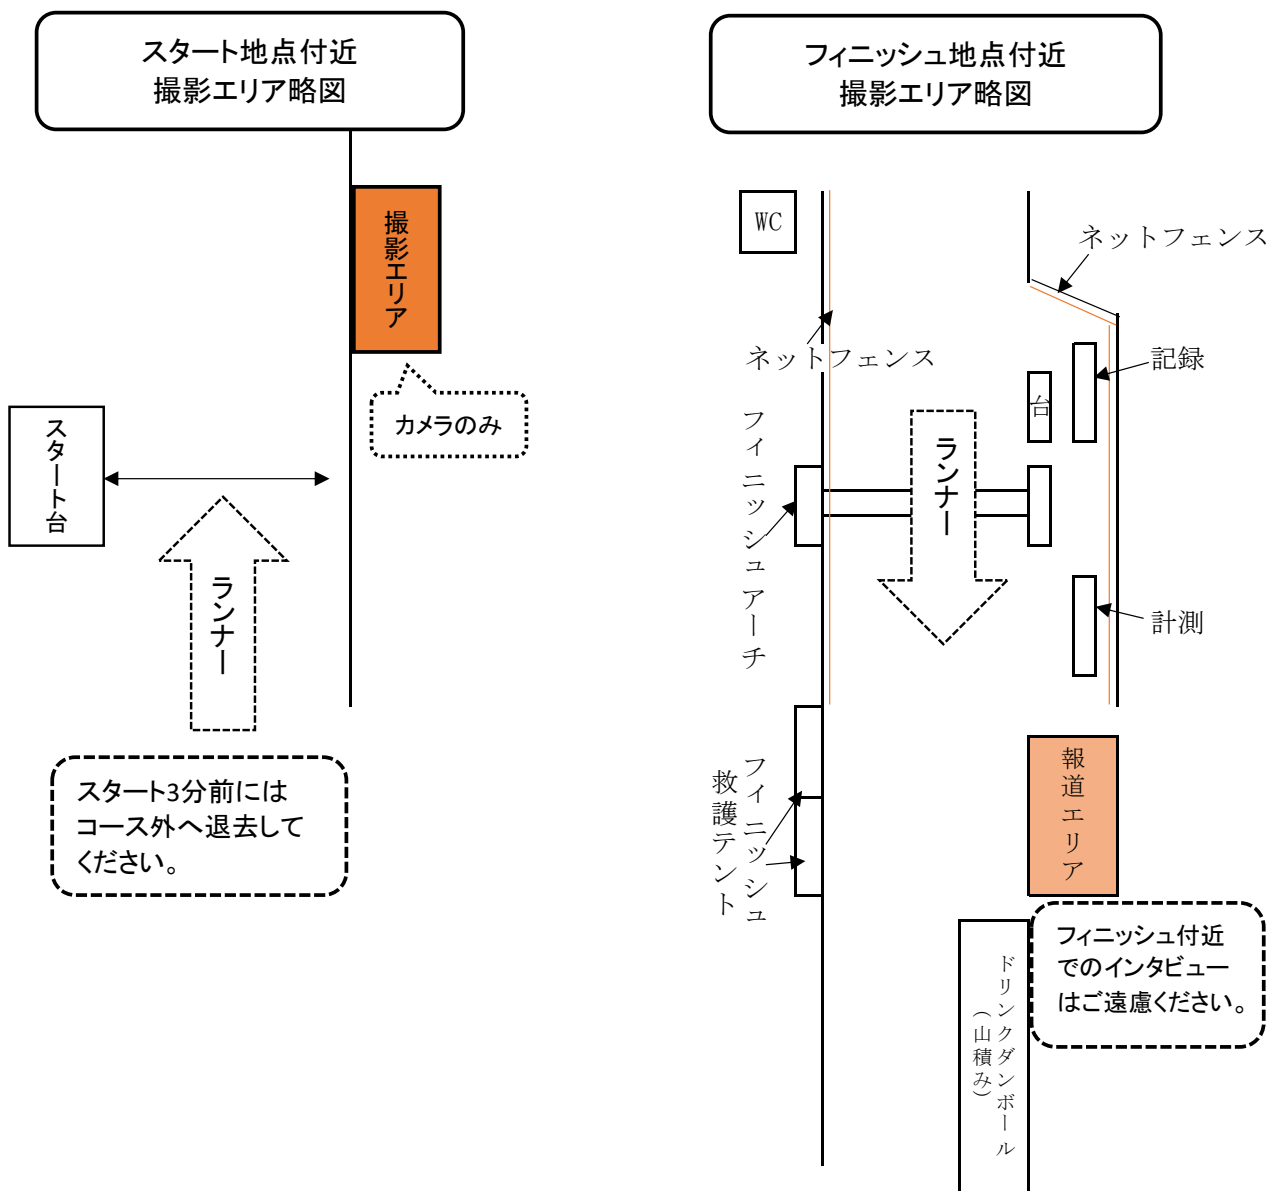 スタート地点付近
撮影エリア略図
撮影エリア
カメラのみ
スタート台
ランナー
スタート3分前には
コース外へ退去して
ください。
フィニッシュ地点付近
撮影エリア略図
WC
ネットフェンス
ネットフェンス
記録
台
フィニッシュアーチ
ランナー
計測
フィニッシュ
救護テント
報道エリア
フィニッシュ付近
でのインタビュー
はご遠慮ください。
ドリンクダンボール
(山積み)